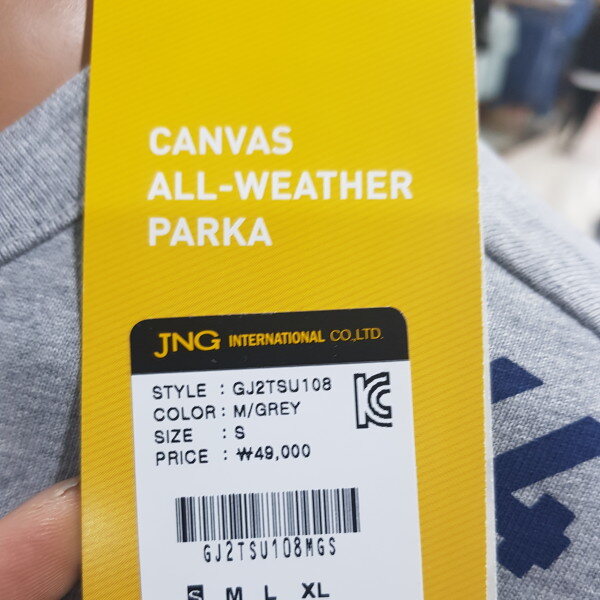 CANVAS
ALL-WEATHER
PARKA
JNG INTERNATIONAL CO.,LTD.
STYLE : GJ2TSU108
COLOR : M/GREY
SIZE : S
PRICE : ₩49,000
GJ2TSU108MGS
S M L XL